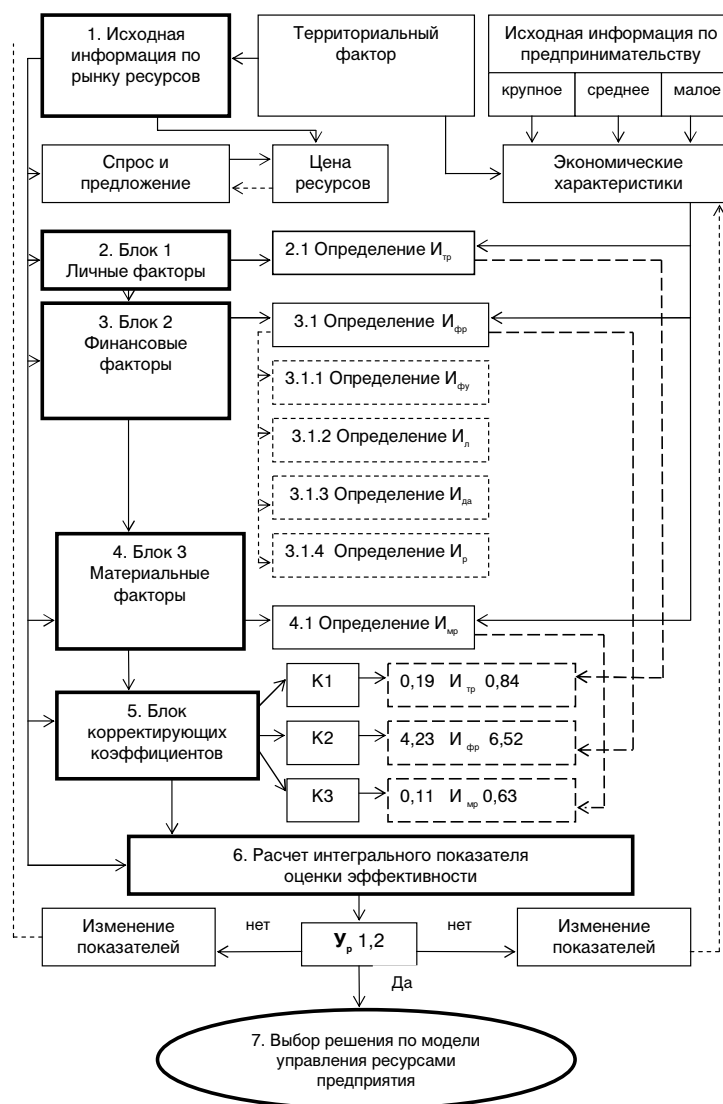 1. Исходная
информация по
рынку ресурсов
Территориальный
фактор
Исходная информация по
предпринимательству
крупное
среднее
малое
Спрос и
предложение
Цена
ресурсов
Экономические
характеристики
2. Блок 1
Личные факторы
2.1 Определение Итр
3. Блок 2
Финансовые
факторы
3.1 Определение Ифр
3.1.1 Определение Ифу
3.1.2 Определение Ил
3.1.3 Определение Ида
3.1.4 Определение Ир
4. Блок 3
Материальные
факторы
4.1 Определение Имр
5. Блок
корректирующих
коэффициентов
К1
0,19 И тр 0,84
К2
4,23 И фр 6,52
К3
0,11 И мр 0,63
6. Расчет интегрального показателя
оценки эффективности
Изменение
показателей
нет
Ур 1,2
нет
Изменение
показателей
Да
7. Выбор решения по модели
управления ресурсами
предприятия